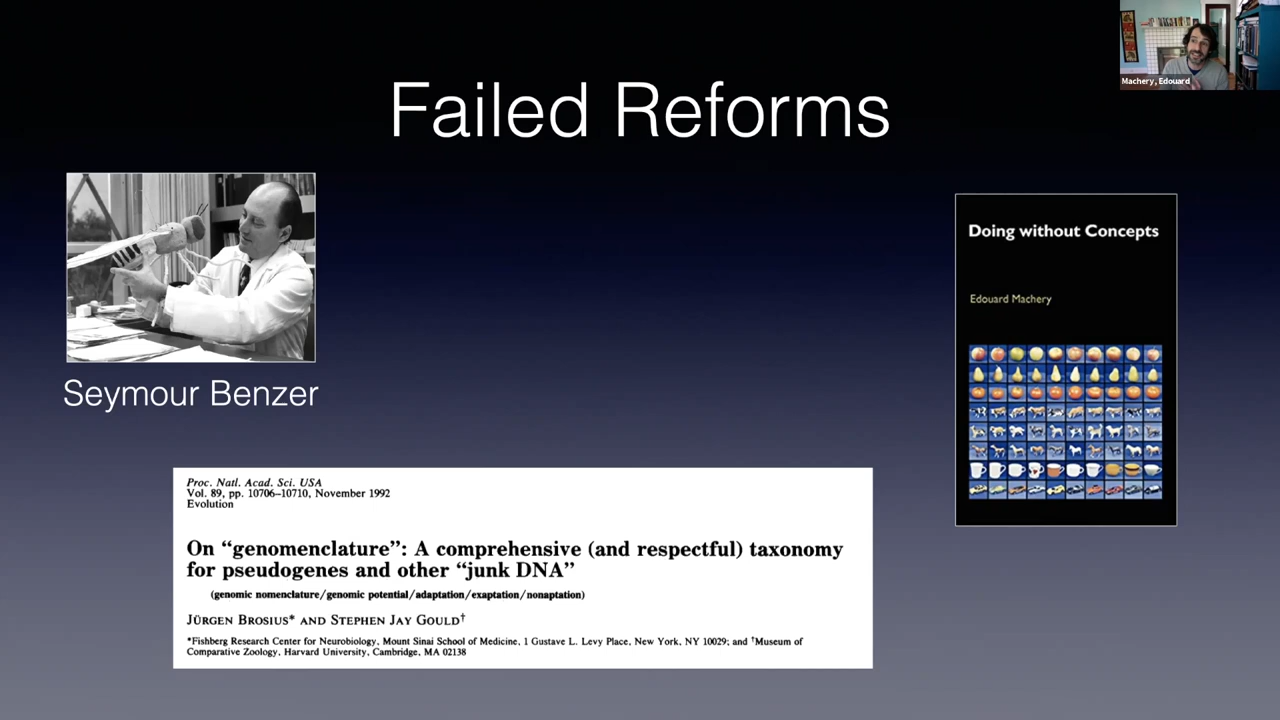 Machery, Edouard
Failed Reforms
Seymour Benzer
Doing without Concepts
Edouard Machery
Proc. Natl. Acad. Sci. USA
Vol. 89, pp. 10706–10710, November 1992
Evolution
On “genomenclature”: A comprehensive (and respectful) taxonomy
for pseudogenes and other “junk DNA”
(genomic nomenclature/genomic potential/adaptation/exaptation/nonaptation)
JÜRGEN BROSIUS* AND STEPHEN JAY GOULD†
*Fishberg Research Center for Neurobiology, Mount Sinai School of Medicine, 1 Gustave L. Levy Place, New York, NY 10029; and †Museum of
Comparative Zoology, Harvard University, Cambridge, MA 02138